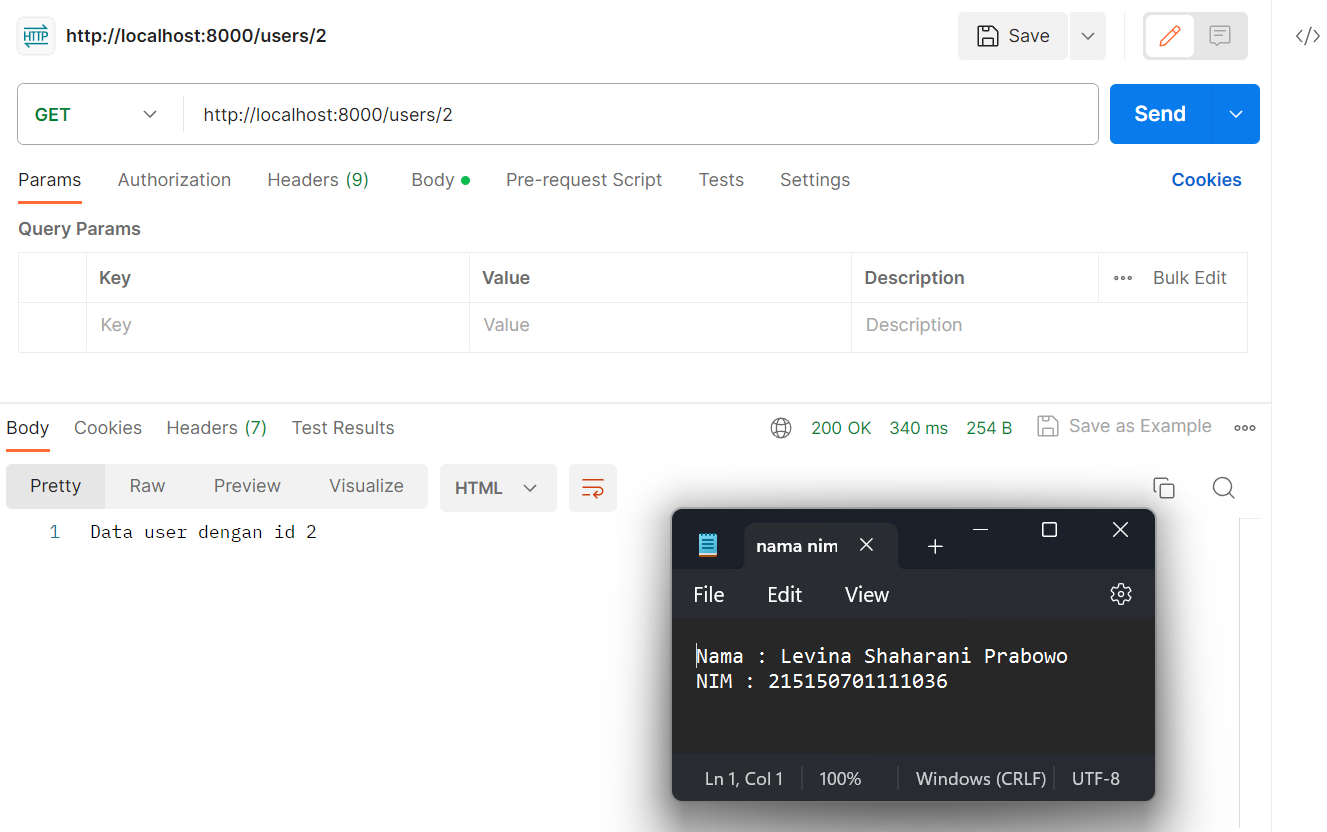 HTTP http://localhost:8000/users/2 Save
GET http://localhost:8000/users/2 Send
Params Authorization Headers (9) Body Pre-request Script Tests Settings Cookies
Query Params
Key Value Description Bulk Edit
Key Value Description
Body Cookies Headers (7) Test Results 200 OK 340 ms 254 B Save as Example
Pretty Raw Preview Visualize HTML
1 Data user dengan id 2
nama nim
File Edit View
Nama : Levina Shaharani Prabowo
NIM : 215150701111036
Ln 1, Col 1 100% Windows (CRLF) UTF-8